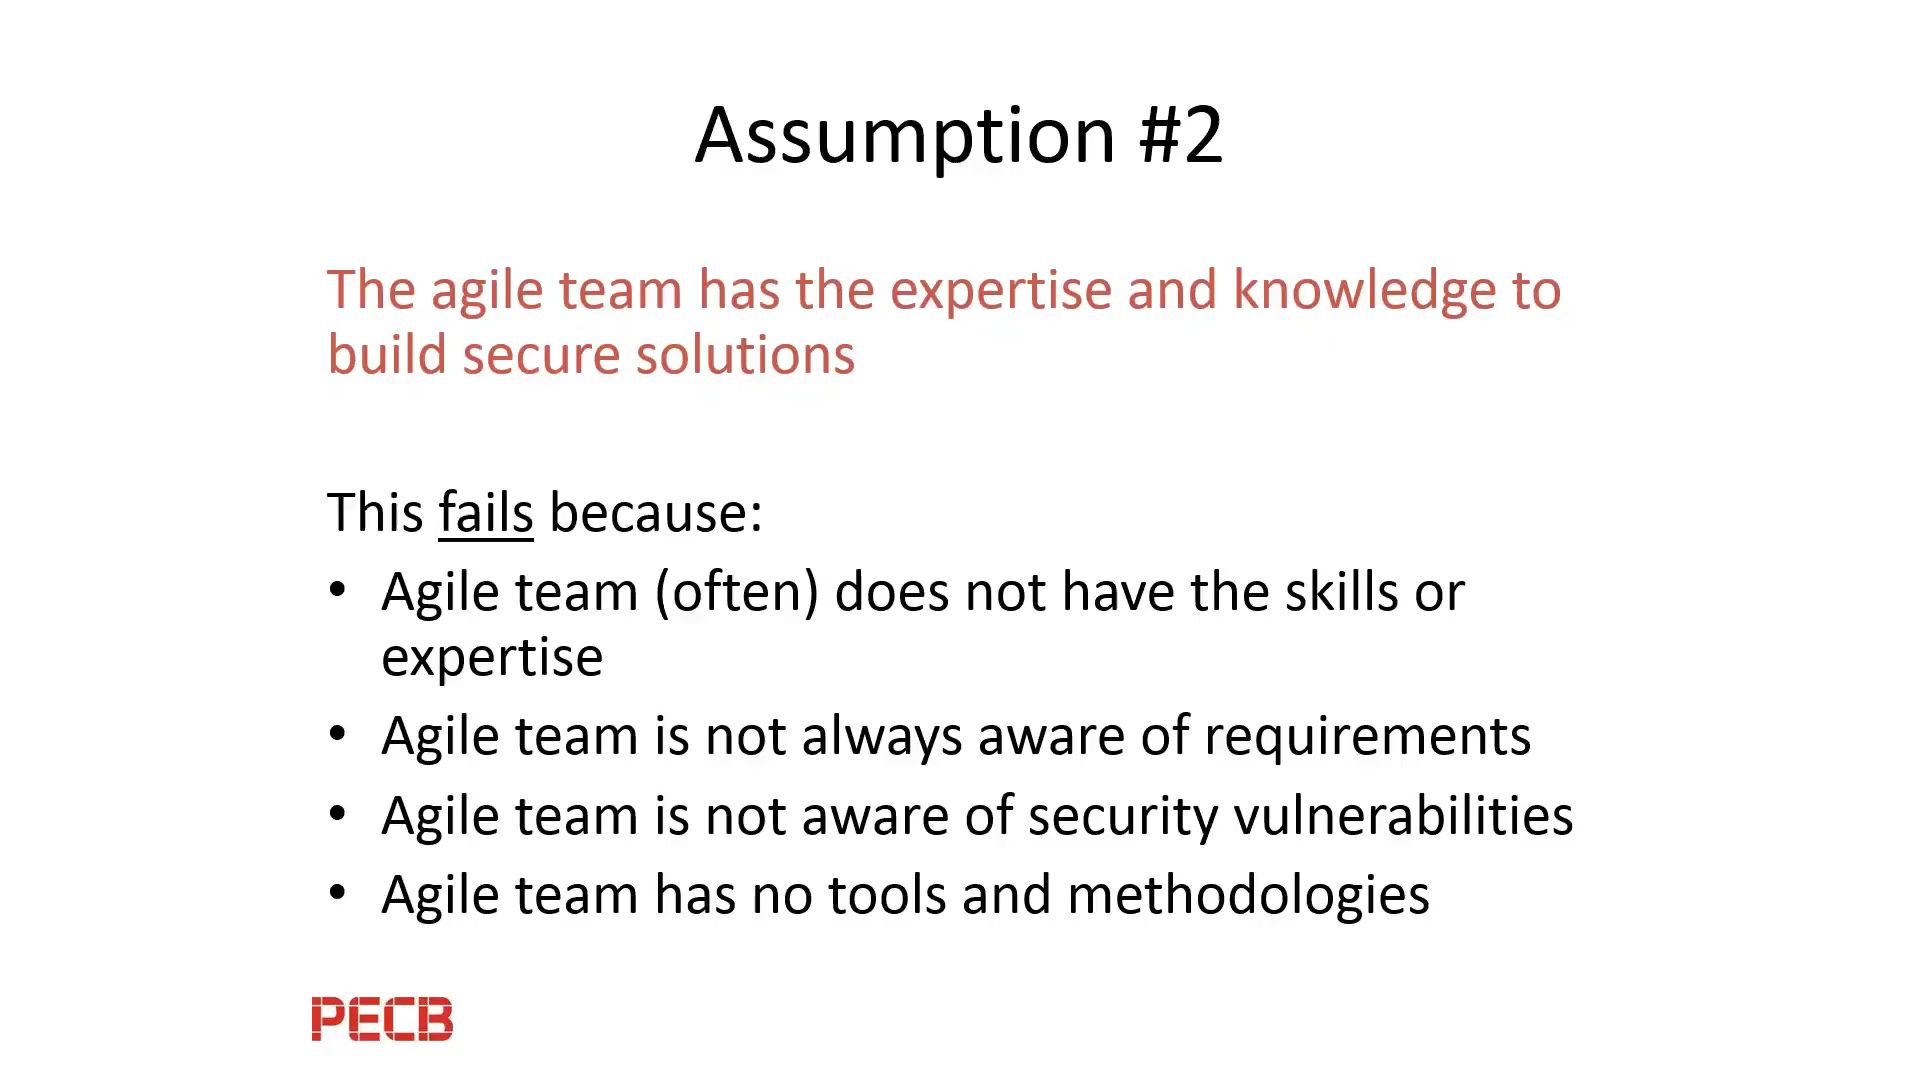 Assumption #2
The agile team has the expertise and knowledge to
build secure solutions
This fails because:
• Agile team (often) does not have the skills or
expertise
• Agile team is not always aware of requirements
• Agile team is not aware of security vulnerabilities
• Agile team has no tools and methodologies
PECB